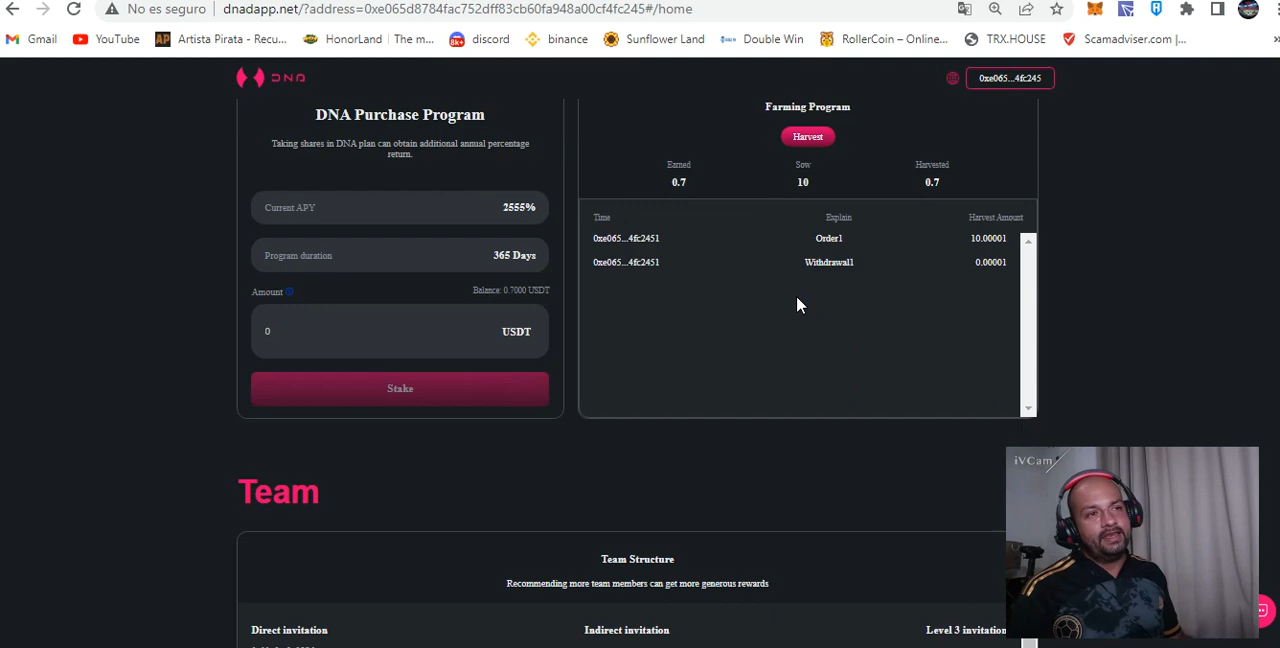 No es seguro dnadapp.net/?address=0xe065d8784fac752dff83cb60fa948a00cf4fc245#/home
Gmail YouTube AP Artista Pirata - Recu... HonorLand | The m... 8k+ discord binance Sunflower Land Double Win RollerCoin – Online... TRX.HOUSE Scamadviser.com |... »
DNA 0xe065...4fc245
DNA Purchase Program
Taking shares in DNA plan can obtain additional annual percentage
return.
Current APY 2555%
Program duration 365 Days
Amount Balance: 0.7000 USDT
0 USDT
Stake
Farming Program
Harvest
Earned Sow Harvested
0.7 10 0.7
Time Explain Harvest Amount
0xe065...4fc2451 Order1 10.00001
0xe065...4fc2451 Withdrawal1 0.00001
iVCam
Team
Team Structure
Recommending more team members can get more generous rewards
Direct invitation Indirect invitation Level 3 invitation